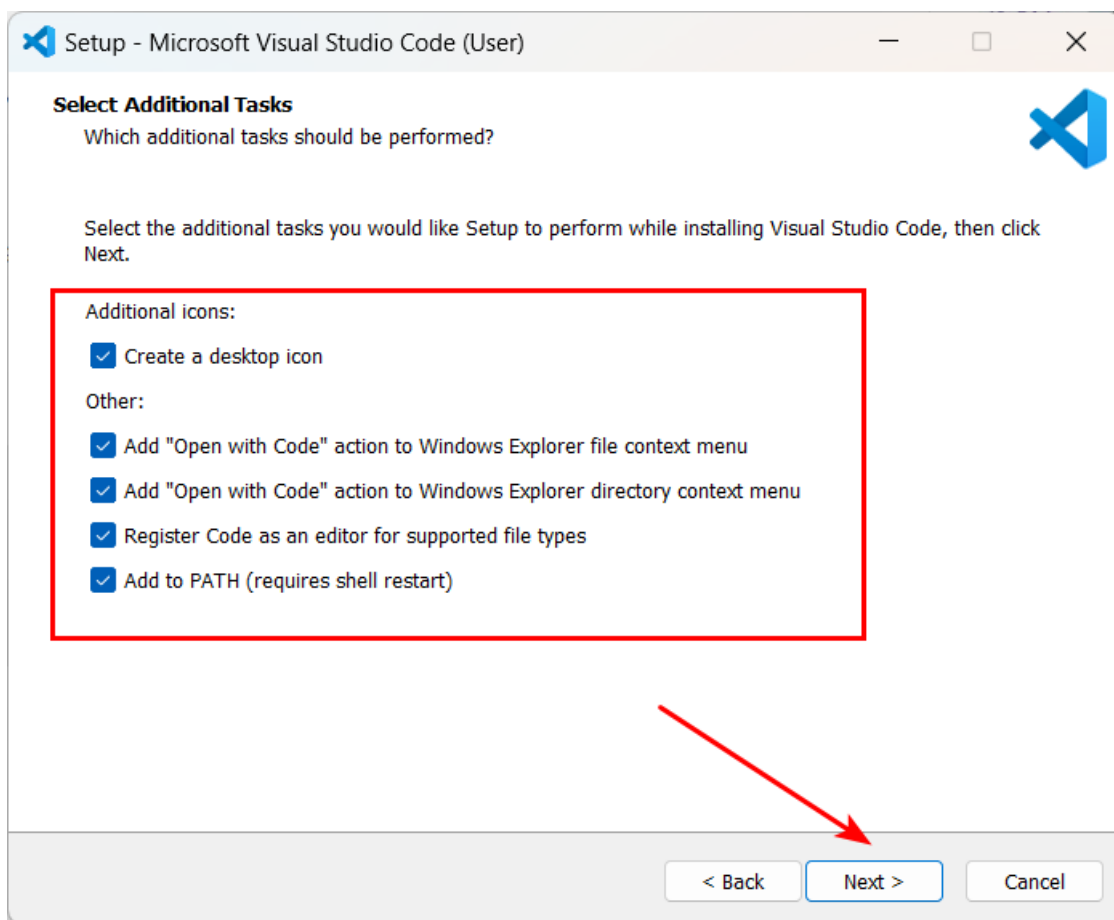 Setup - Microsoft Visual Studio Code (User)
Select Additional Tasks
Which additional tasks should be performed?
Select the additional tasks you would like Setup to perform while installing Visual Studio Code, then click
Next.
Additional icons:
Create a desktop icon
Other:
Add "Open with Code" action to Windows Explorer file context menu
Add "Open with Code" action to Windows Explorer directory context menu
Register Code as an editor for supported file types
Add to PATH (requires shell restart)
< Back
Next >
Cancel